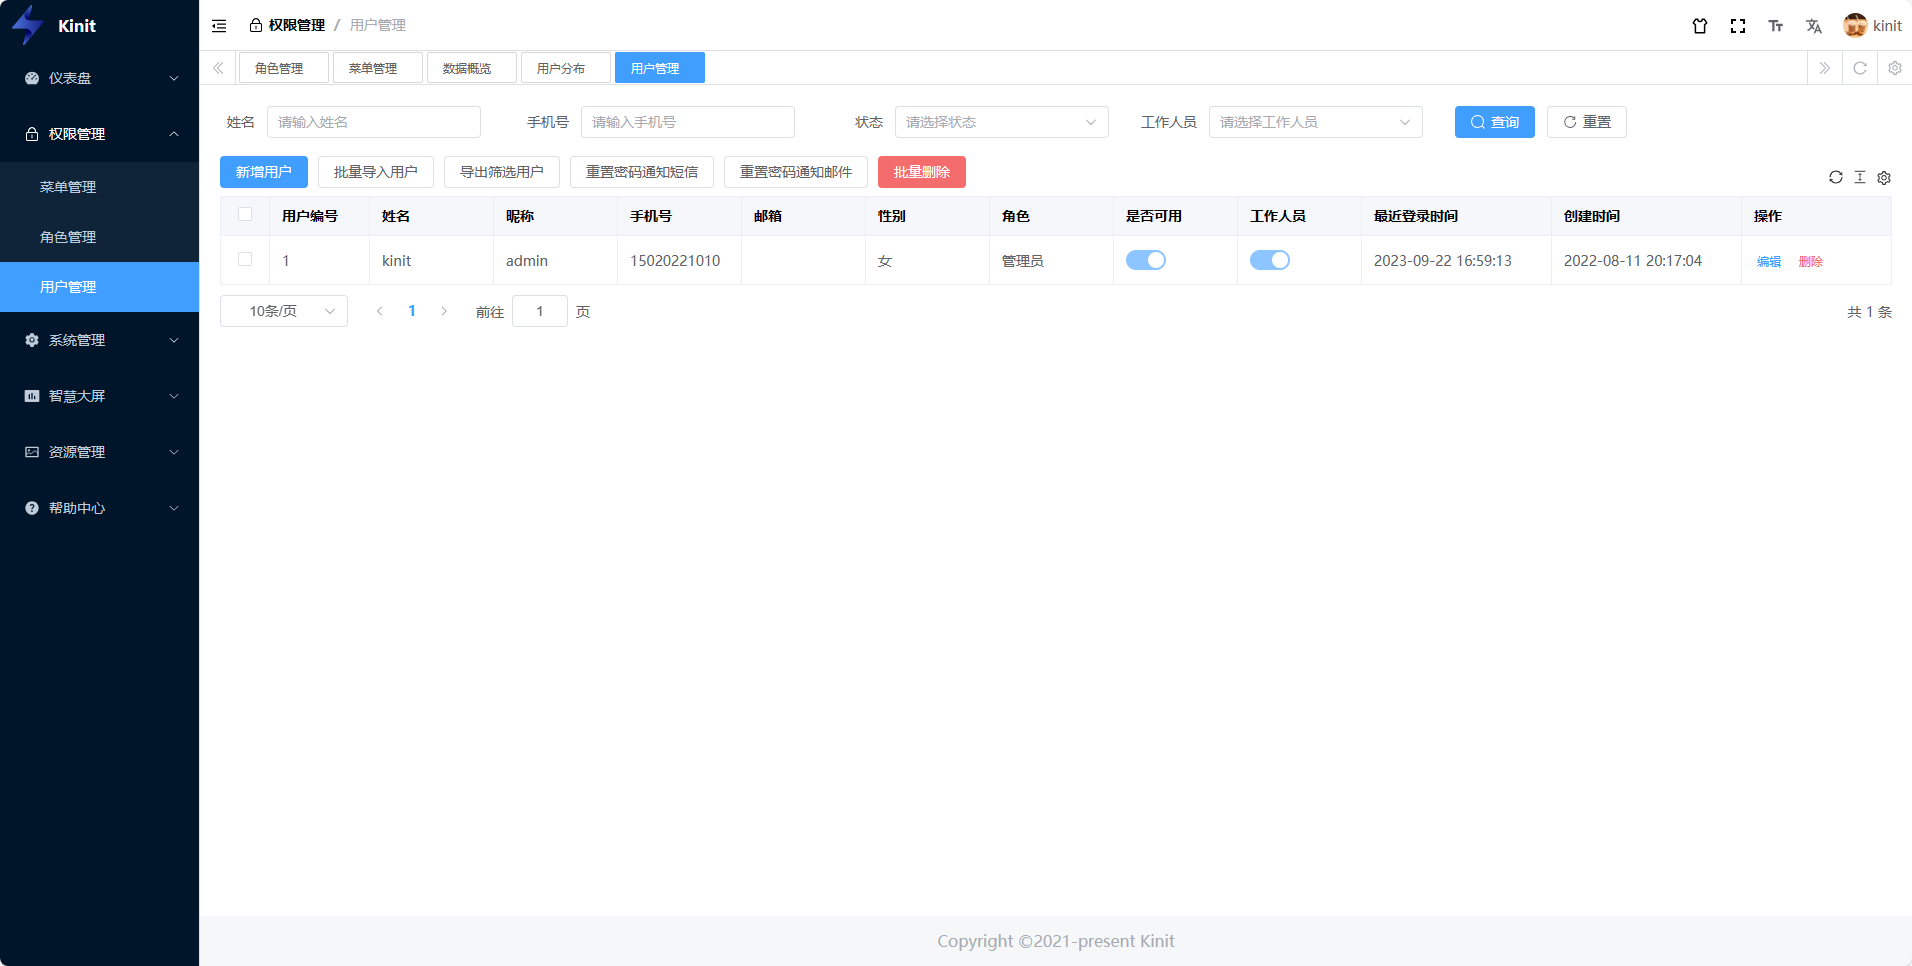 Kinit
仪表盘
权限管理
菜单管理
角色管理
用户管理
系统管理
智慧大屏
资源管理
帮助中心
权限管理 / 用户管理
kinit
角色管理 菜单管理 数据概览 用户分布 用户管理
姓名 请输入姓名 手机号 请输入手机号 状态 请选择状态 工作人员 请选择工作人员 查询 重置
新增用户 批量导入用户 导出筛选用户 重置密码通知短信 重置密码通知邮件 批量删除
用户编号 姓名 昵称 手机号 邮箱 性别 角色 是否可用 工作人员 最近登录时间 创建时间 操作
1 kinit admin 15020221010 女 管理员 2023-09-22 16:59:13 2022-08-11 20:17:04 编辑 删除
10条/页 1 前往 1 页 共 1 条
Copyright ©2021-present Kinit